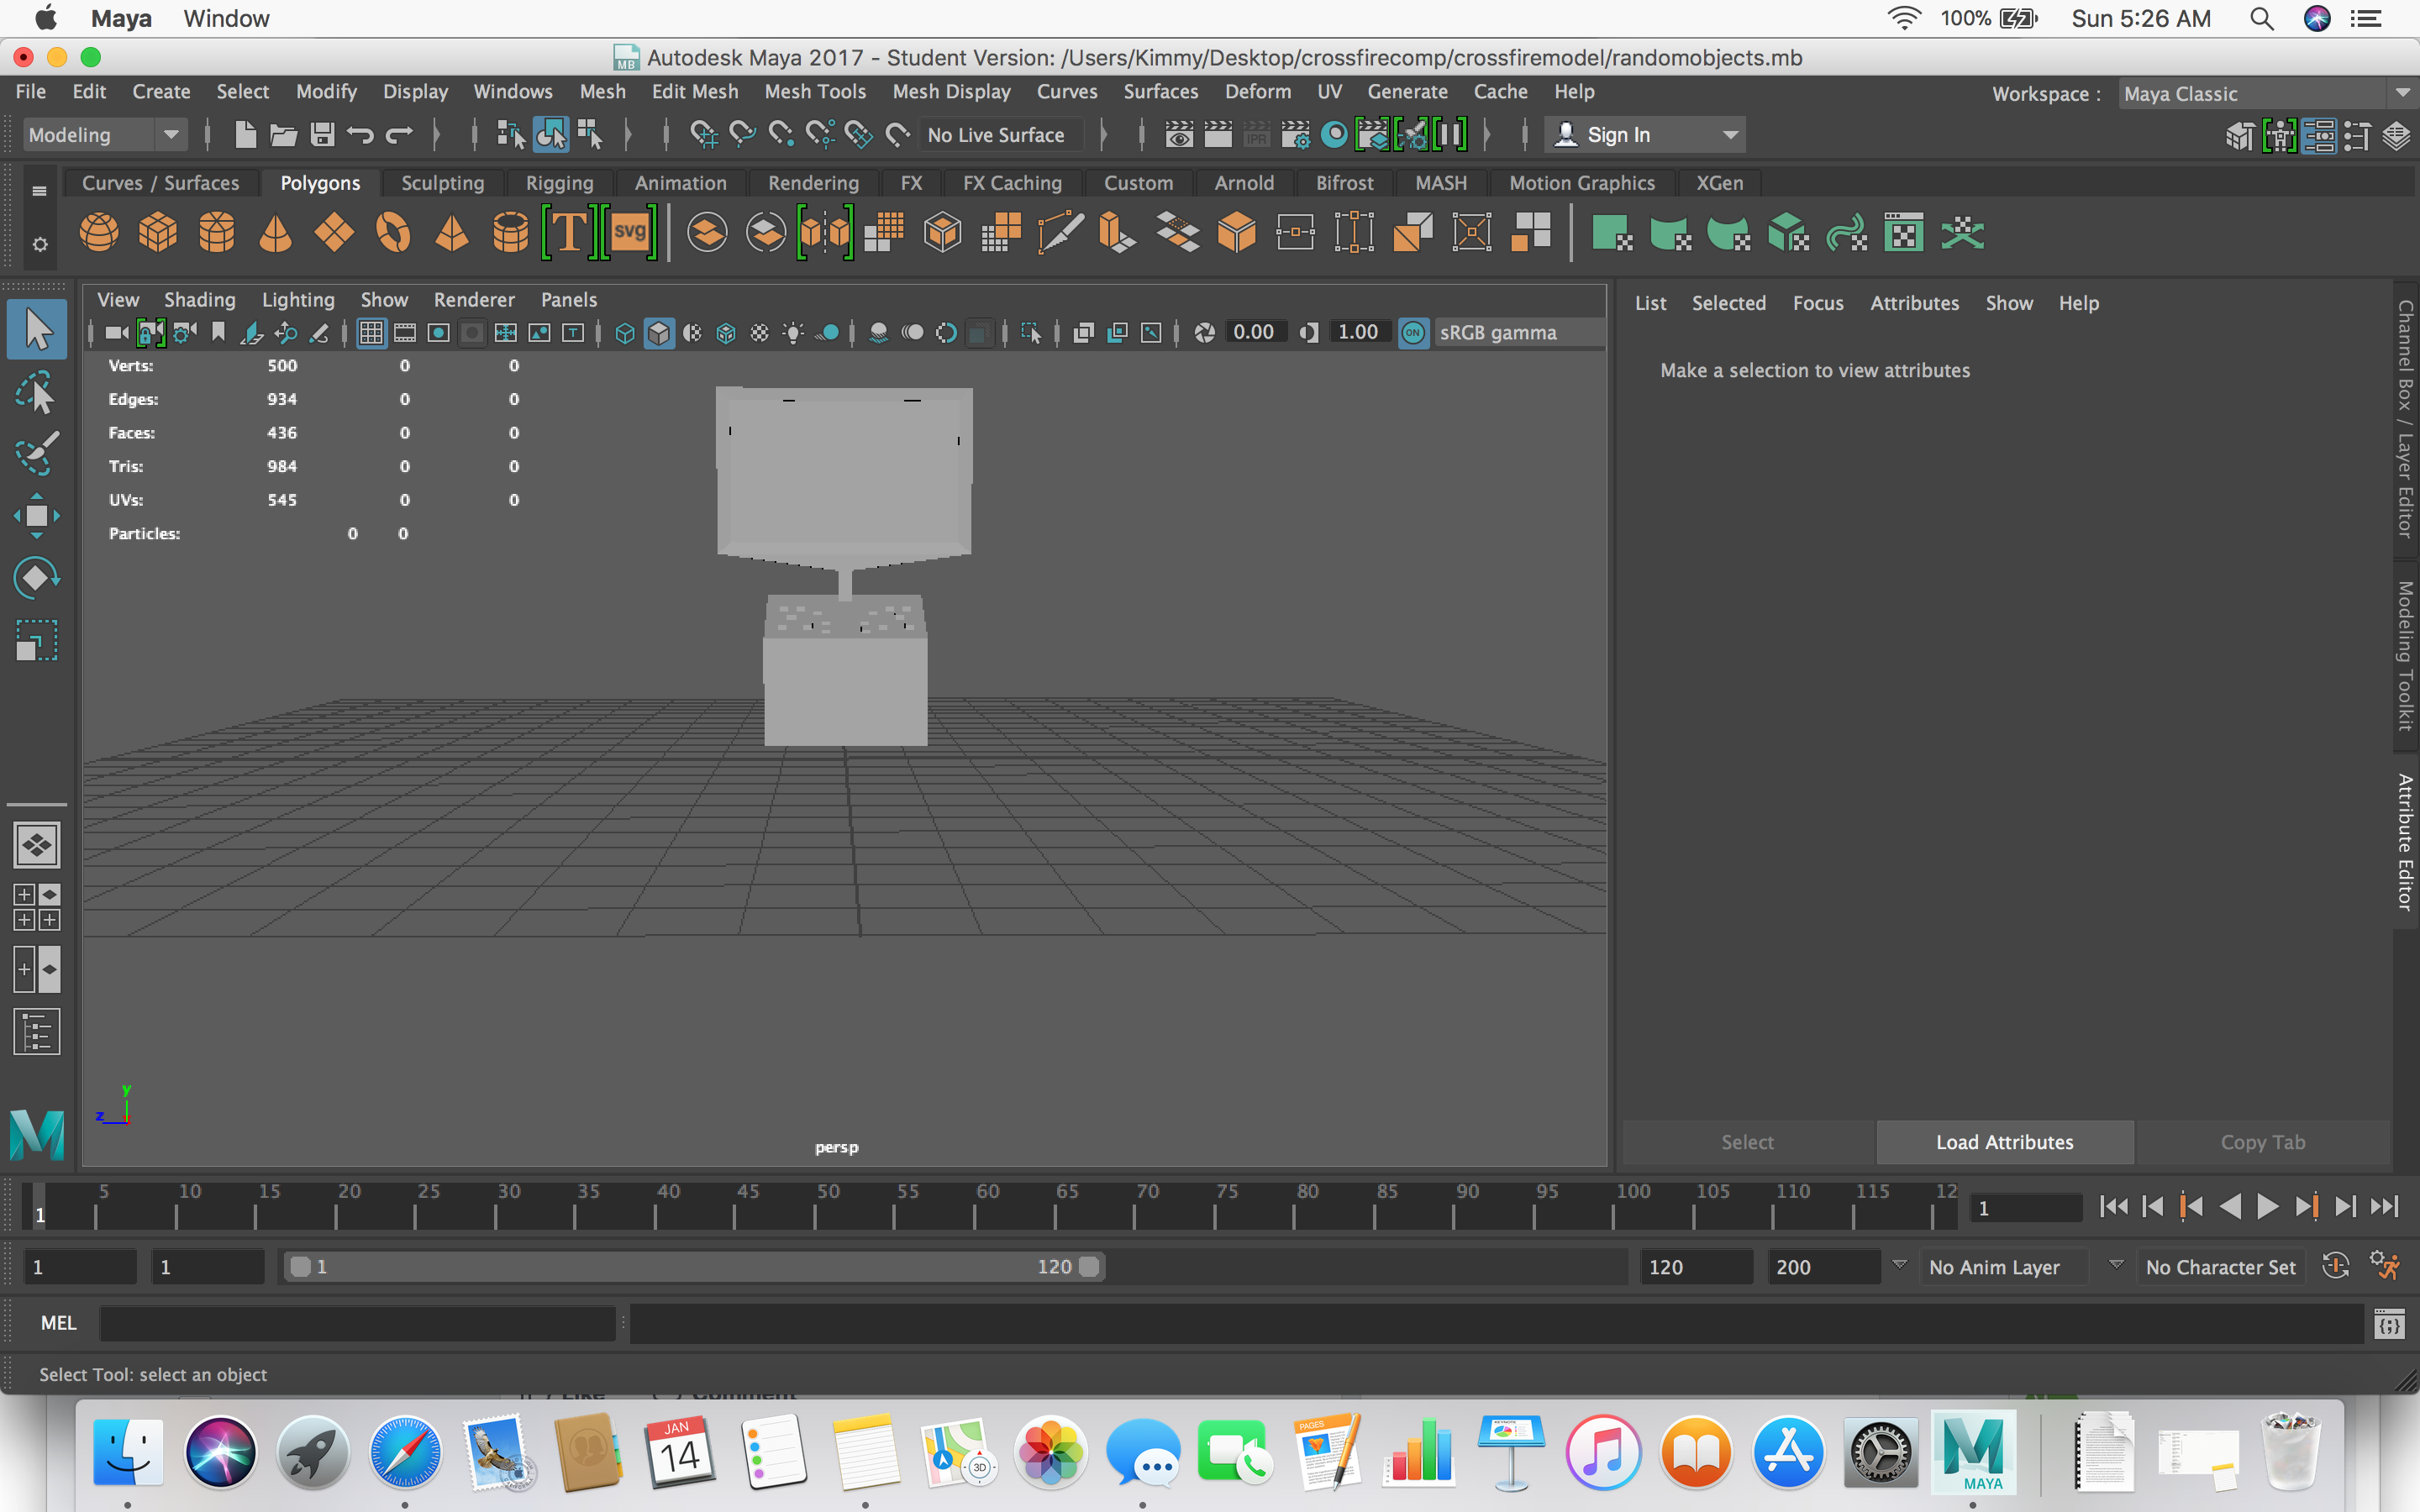 Maya Window 100% Sun 5:26 AM
Autodesk Maya 2017 - Student Version: /Users/Kimmy/Desktop/crossfirecomp/crossfiremodel/randomobjects.mb
File Edit Create Select Modify Display Windows Mesh Edit Mesh Mesh Tools Mesh Display Curves Surfaces Deform UV Generate Cache Help Workspace : Maya Classic
Modeling No Live Surface IPR Sign In
Curves / Surfaces Polygons Sculpting Rigging Animation Rendering FX FX Caching Custom Arnold Bifrost MASH Motion Graphics XGen
T svg
View Shading Lighting Show Renderer Panels
0.00 1.00 ON sRGB gamma
Verts: 500 0 0
Edges: 934 0 0
Faces: 436 0 0
Tris: 984 0 0
UVs: 545 0 0
Particles: 0 0
y
z
persp
List Selected Focus Attributes Show Help
Make a selection to view attributes
Select Load Attributes Copy Tab
Channel Box / Layer Editor
Modeling Toolkit
Attribute Editor
5 10 15 20 25 30 35 40 45 50 55 60 65 70 75 80 85 90 95 100 105 110 115 12
1 1
1 1 1 120 120 200 No Anim Layer No Character Set
MEL
Select Tool: select an object
Like Comment
JAN
14
3D
PAGES
KEYNOTE
MAYA